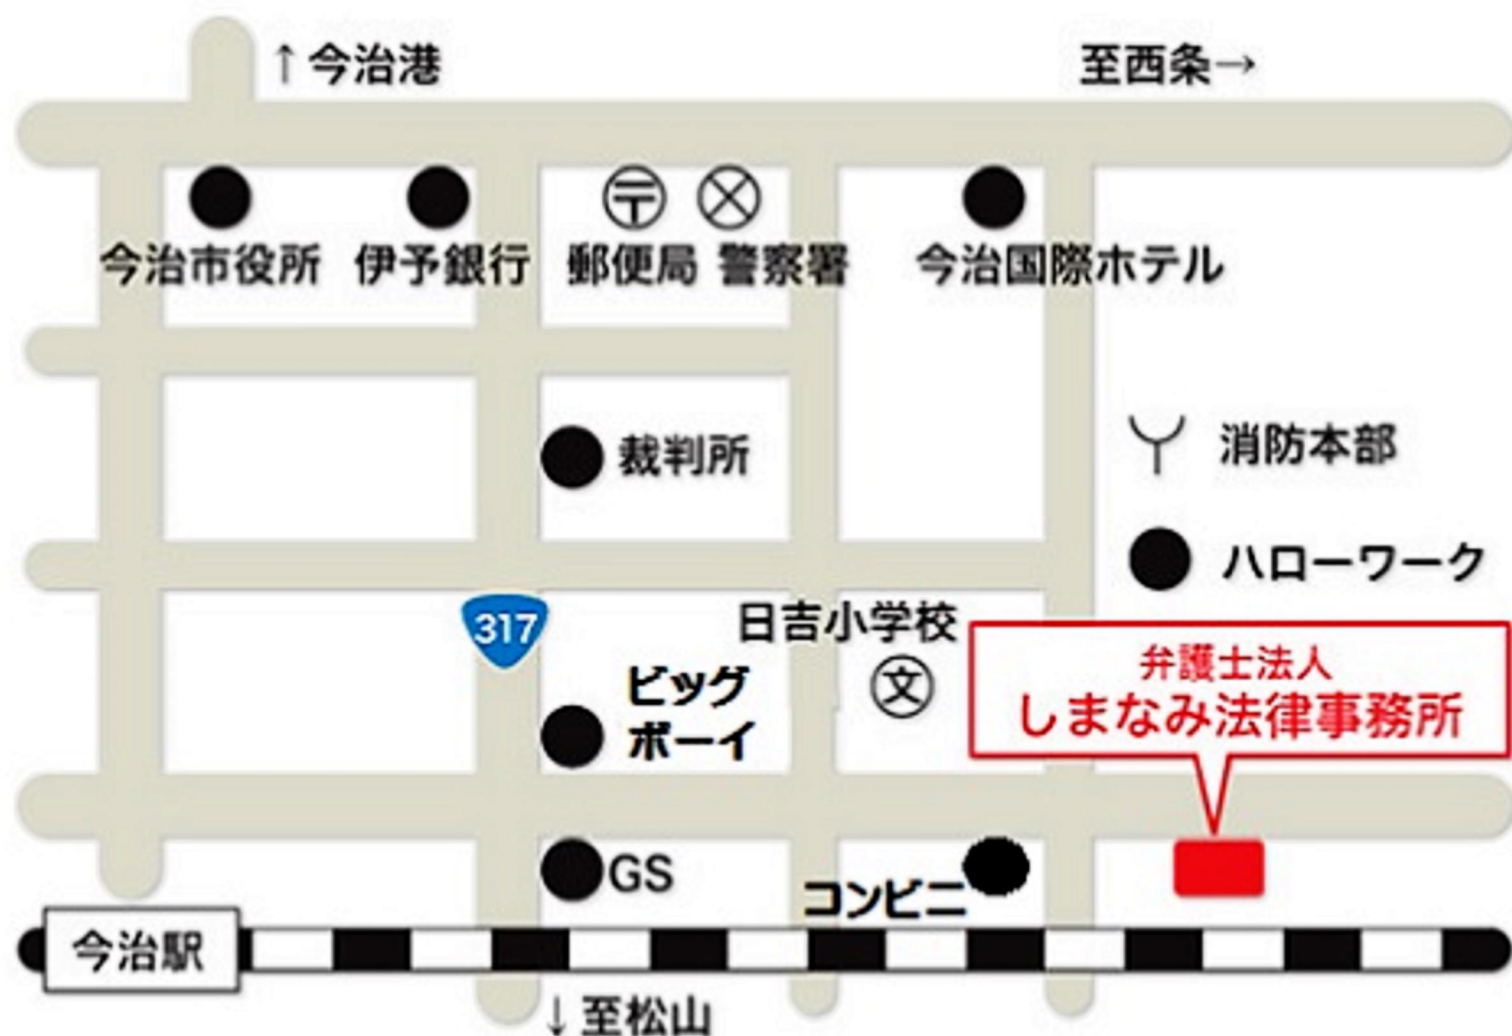 ↑今治港
至西条→
今治市役所
伊予銀行
郵便局
警察署
今治国際ホテル
裁判所
消防本部
ハローワーク
317
日吉小学校
文
ビッグ
ボーイ
弁護士法人
しまなみ法律事務所
GS
コンビニ
今治駅
↓至松山